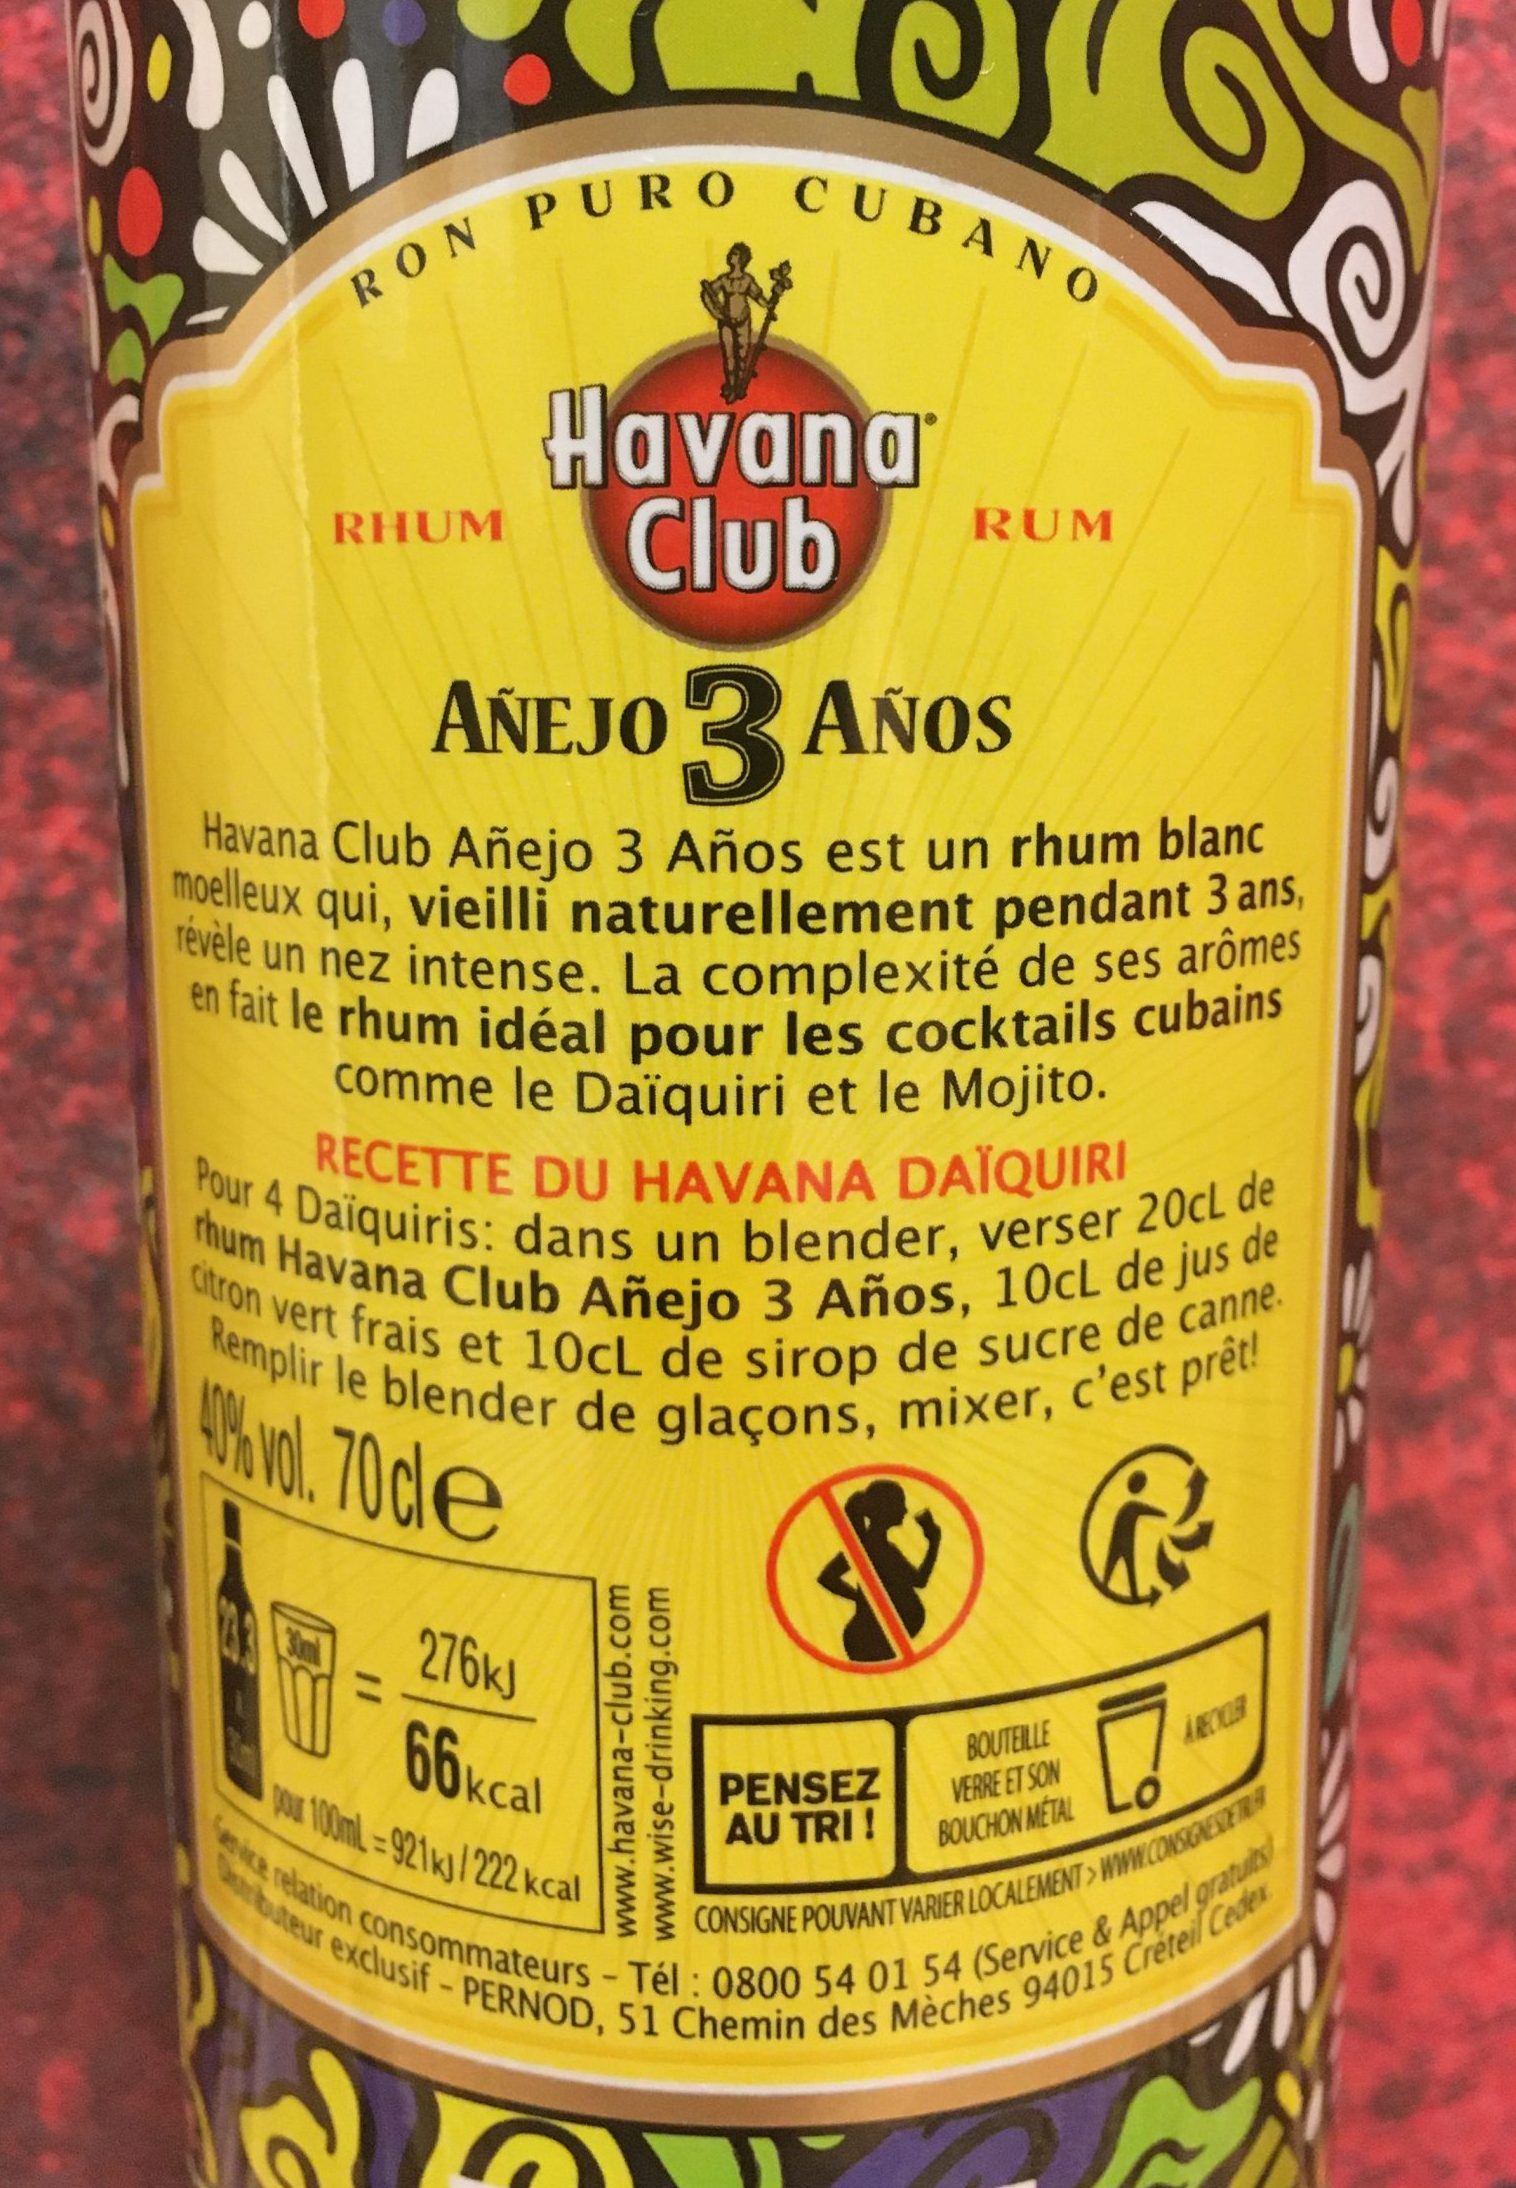 RON PURO CUBANO
Havana
Club
RHUM
RUM
AÑEJO 3 AÑOS
Havana Club Añejo 3 Años est un rhum blanc
moelleux qui, vieilli naturellement pendant 3 ans,
révèle un nez intense. La complexité de ses arômes
en fait le rhum idéal pour les cocktails cubains
comme le Daïquiri et le Mojito.
RECETTE DU HAVANA DAÏQUIRI
Pour 4 Daïquiris: dans un blender, verser 20cL de
rhum Havana Club Añejo 3 Años, 10cL de jus de
citron vert frais et 10cL de sirop de sucre de canne.
Remplir le blender de glaçons, mixer, c'est prêt!
40% vol. 70cl e
23.3
30ml
=
276kJ
66kcal
pour 100mL = 921kJ / 222 kcal
www.havana-club.com
www.wise-drinking.com
PENSEZ
AU TRI !
BOUTEILLE
VERRE ET SON
BOUCHON MÉTAL
À RECYCLER
CONSIGNE POUVANT VARIER LOCALEMENT > WWW.CONSIGNESDETRI.FR
Service relation consommateurs - Tél : 0800 54 01 54 (Service & Appel gratuits)
Distributeur exclusif - PERNOD, 51 Chemin des Mèches 94015 Créteil Cedex.